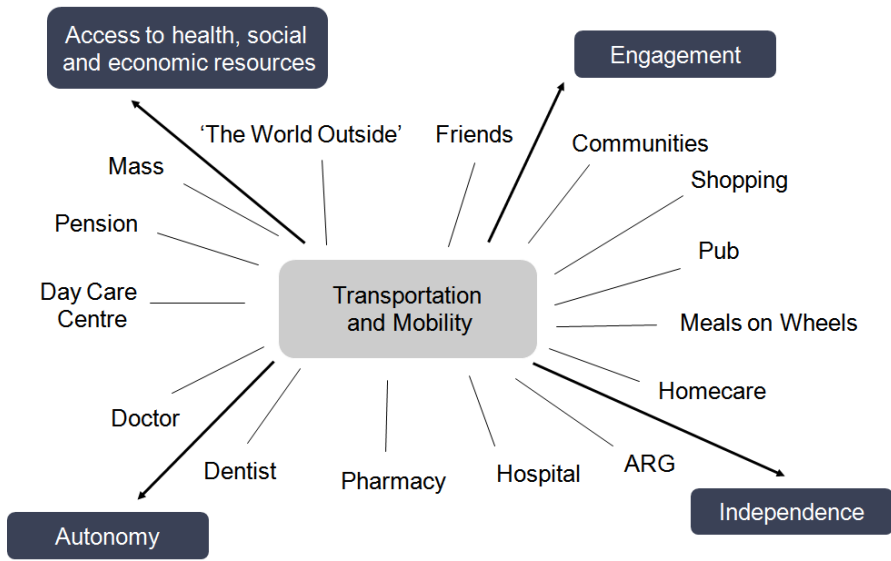 Access to health, social
and economic resources
Engagement
‘The World Outside’
Friends
Communities
Mass
Shopping
Pension
Pub
Day Care
Centre
Transportation
and Mobility
Meals on Wheels
Homecare
Doctor
Dentist
Pharmacy
Hospital
ARG
Independence
Autonomy